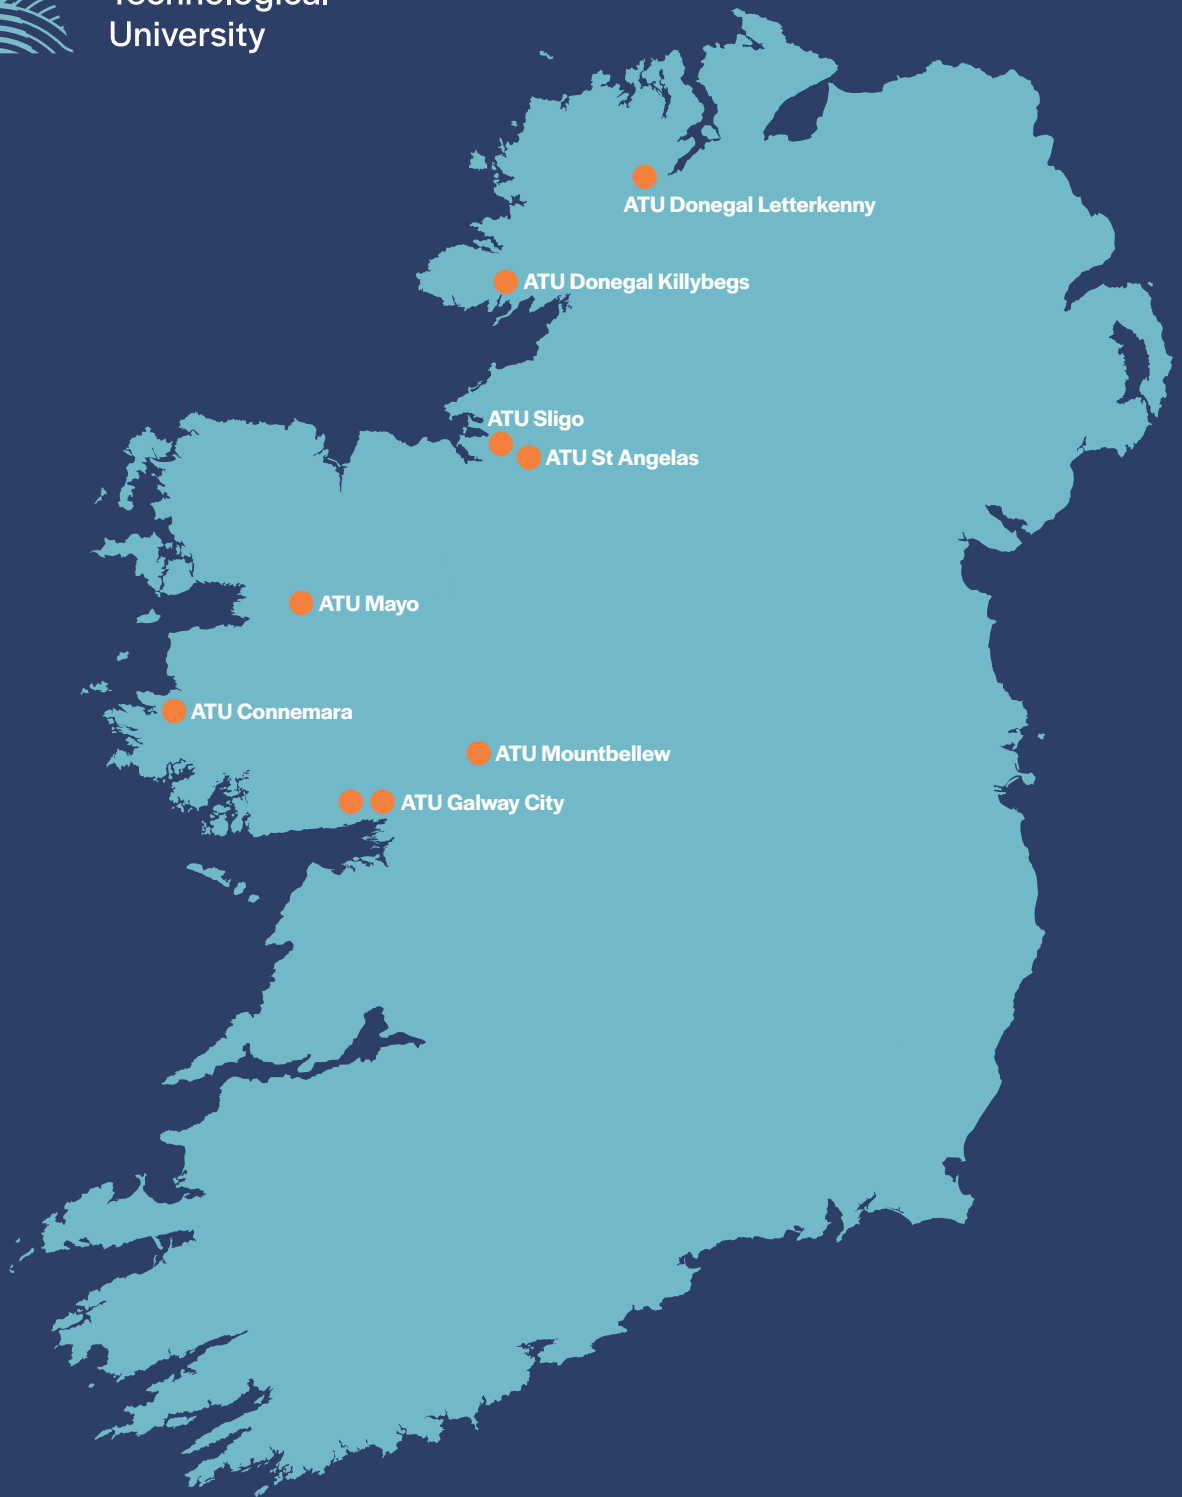 Technological
University
ATU Donegal Letterkenny
ATU Donegal Killybegs
ATU Sligo
ATU St Angelas
ATU Mayo
ATU Connemara
ATU Mountbellew
ATU Galway City